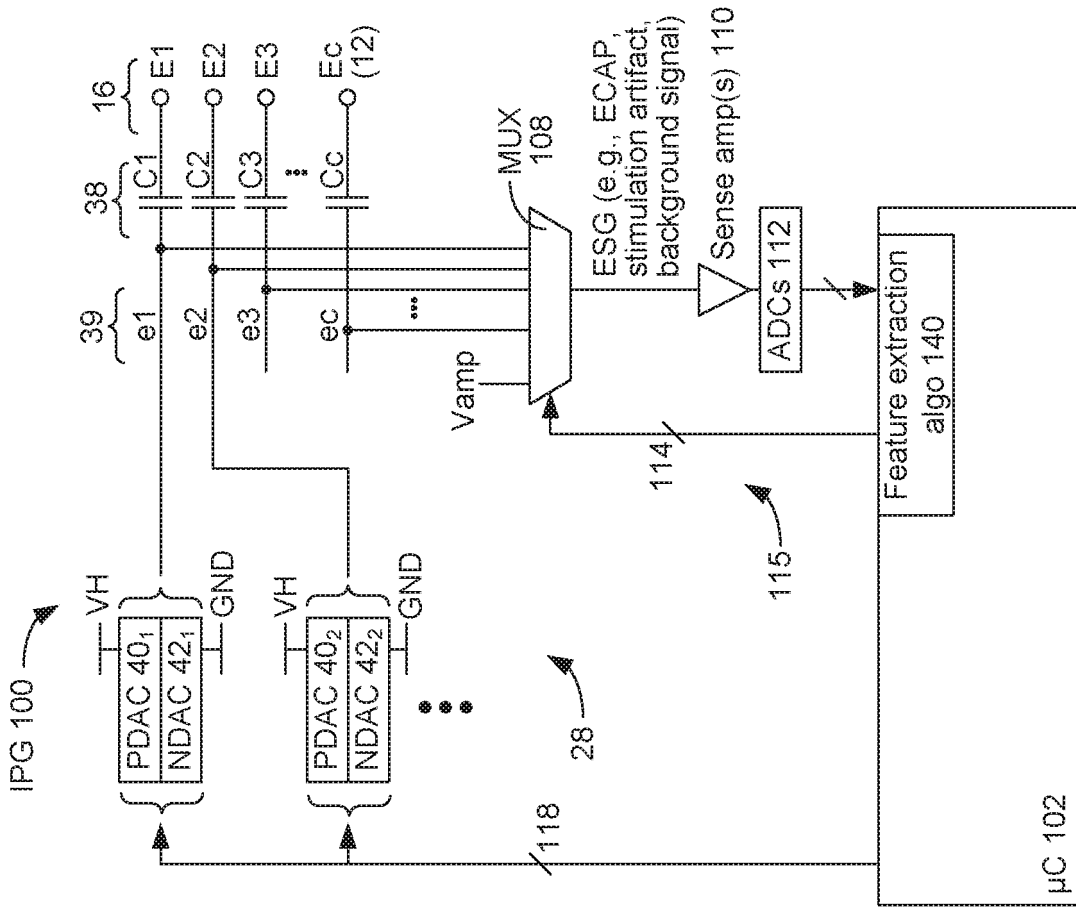 IPG 100
VH
PDAC 40₁
NDAC 42₁
GND
VH
PDAC 40₂
NDAC 42₂
GND
28
118
39
e1
e2
e3
ec
38
C1
C2
C3
Cc
16
E1
E2
E3
Ec
(12)
Vamp
MUX
108
ESG (e.g., ECAP,
stimulation artifact,
background signal)
Sense amp(s) 110
ADCs 112
114
115
Feature extraction
algo 140
µC 102